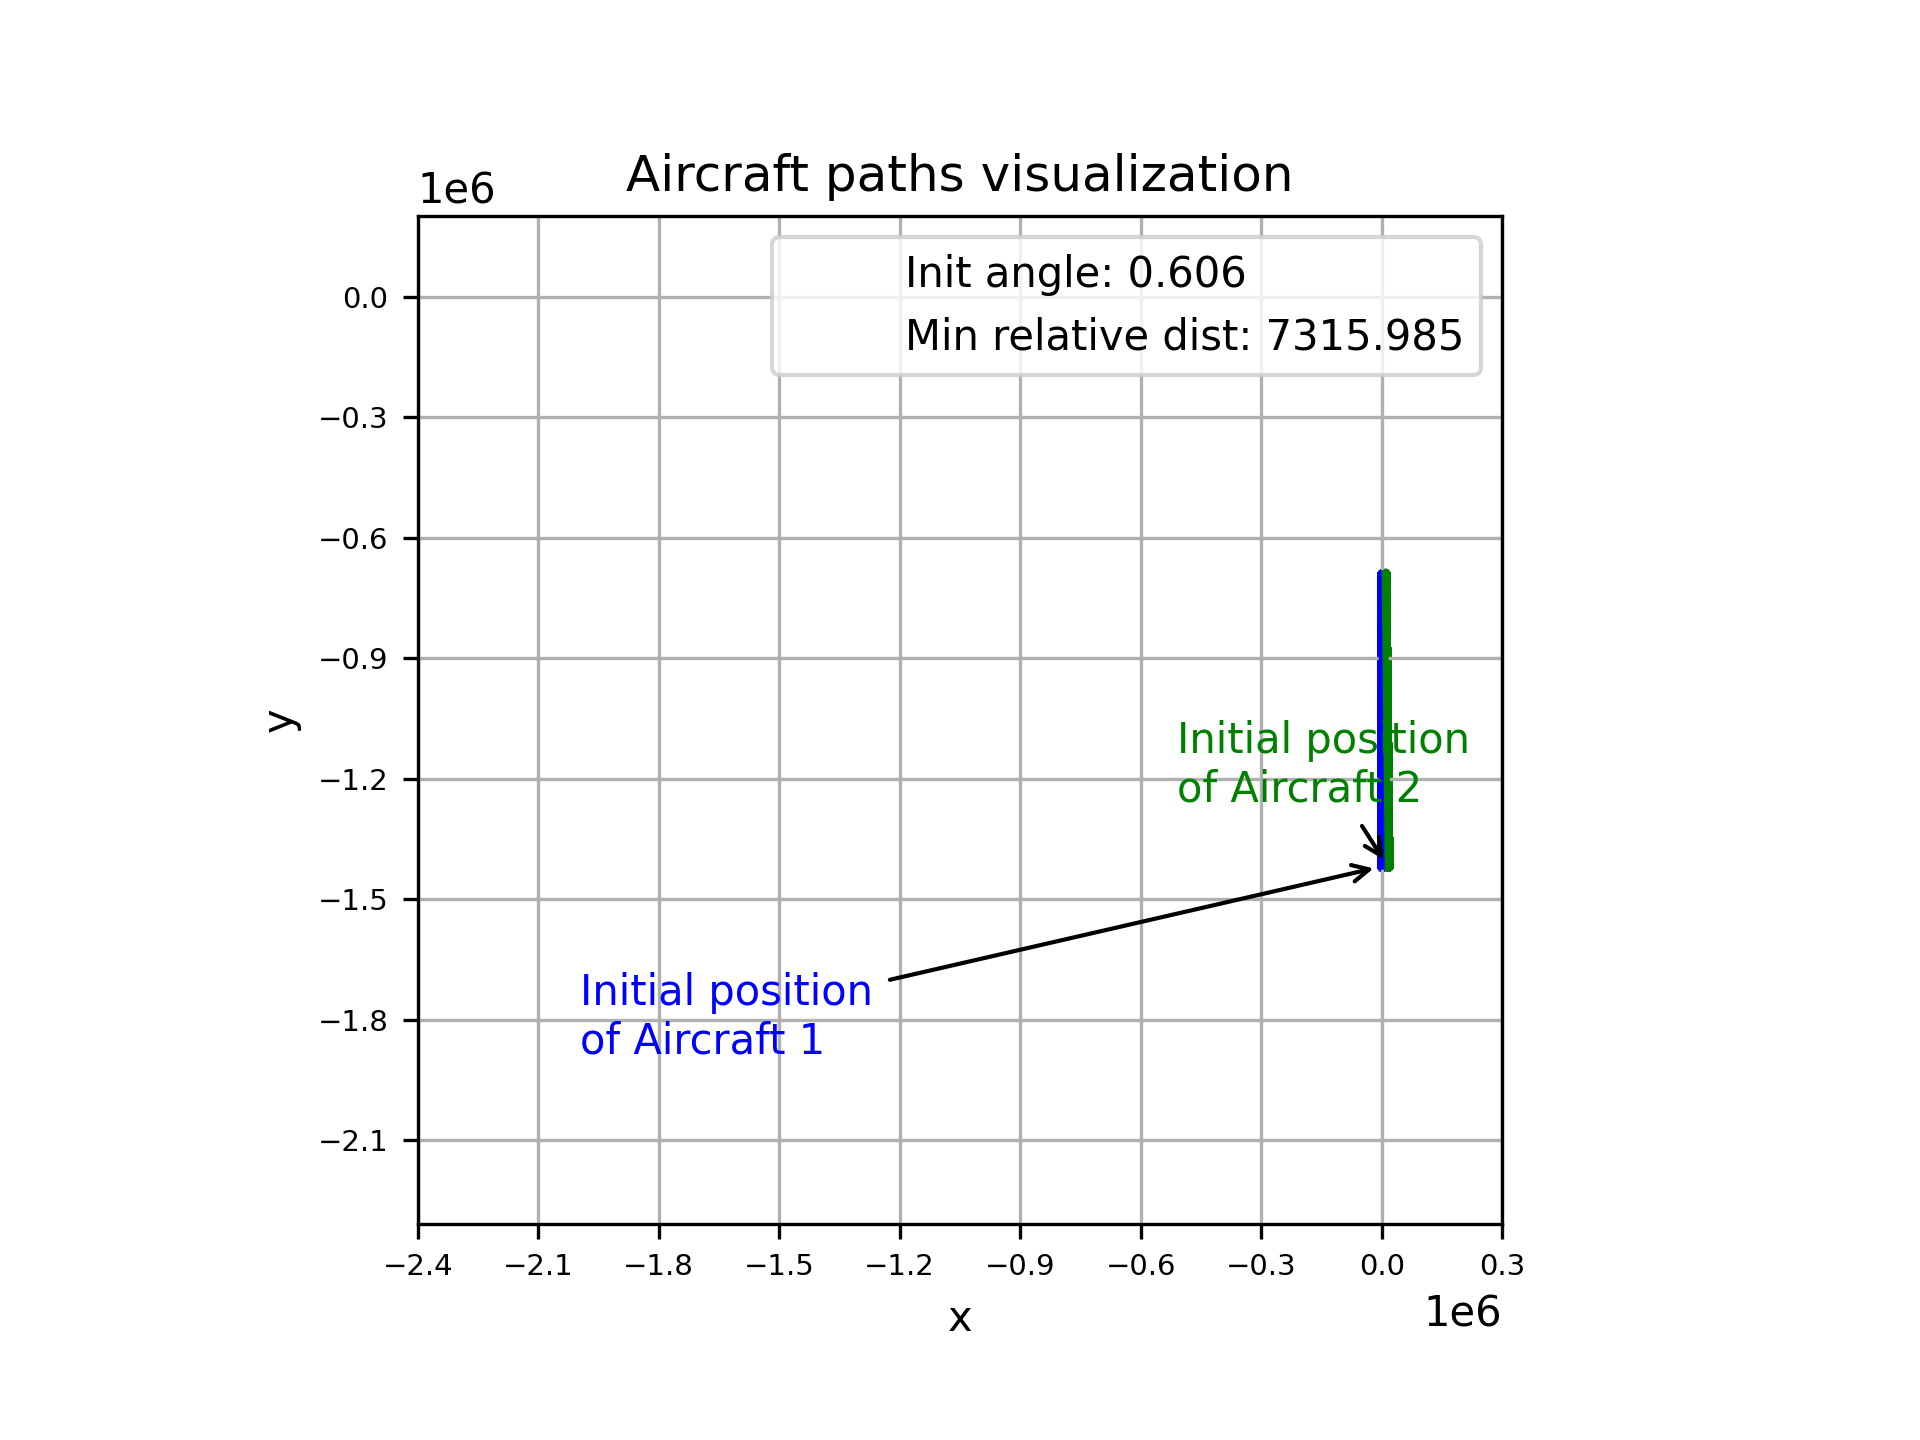 Aircraft paths visualization
1e6
Init angle: 0.606
Min relative dist: 7315.985
0.0
−0.3
−0.6
−0.9
−1.2
−1.5
−1.8
−2.1
y
Initial position
of Aircraft 2
Initial position
of Aircraft 1
−2.4 −2.1 −1.8 −1.5 −1.2 −0.9 −0.6 −0.3 0.0 0.3
x
1e6